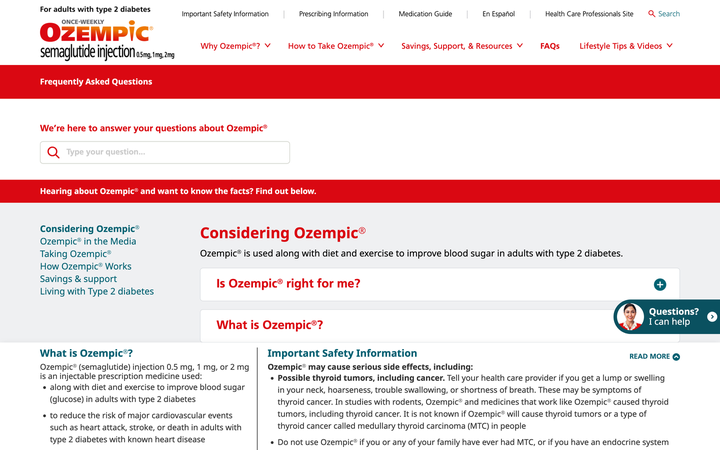 For adults with type 2 diabetes
Important Safety Information
Prescribing Information
Medication Guide
En Español
Health Care Professionals Site
Search
ONCE-WEEKLY
OZEMPIC®
semaglutide injection 0.5 mg, 1 mg, 2 mg
Why Ozempic®?
How to Take Ozempic®
Savings, Support, & Resources
FAQs
Lifestyle Tips & Videos
Frequently Asked Questions
We're here to answer your questions about Ozempic®
Type your question...
Hearing about Ozempic® and want to know the facts? Find out below.
Considering Ozempic®
Ozempic® in the Media
Taking Ozempic®
How Ozempic® Works
Savings & support
Living with Type 2 diabetes
Considering Ozempic®
Ozempic® is used along with diet and exercise to improve blood sugar in adults with type 2 diabetes.
Is Ozempic® right for me?
What is Ozempic®?
Questions?
I can help
What is Ozempic®?
Ozempic® (semaglutide) injection 0.5 mg, 1 mg, or 2 mg
is an injectable prescription medicine used:
• along with diet and exercise to improve blood sugar
(glucose) in adults with type 2 diabetes
• to reduce the risk of major cardiovascular events
such as heart attack, stroke, or death in adults with
type 2 diabetes with known heart disease
Important Safety Information
READ MORE
Ozempic® may cause serious side effects, including:
• Possible thyroid tumors, including cancer. Tell your health care provider if you get a lump or swelling
in your neck, hoarseness, trouble swallowing, or shortness of breath. These may be symptoms of
thyroid cancer. In studies with rodents, Ozempic® and medicines that work like Ozempic® caused thyroid
tumors, including thyroid cancer. It is not known if Ozempic® will cause thyroid tumors or a type of
thyroid cancer called medullary thyroid carcinoma (MTC) in people
• Do not use Ozempic® if you or any of your family have ever had MTC, or if you have an endocrine system